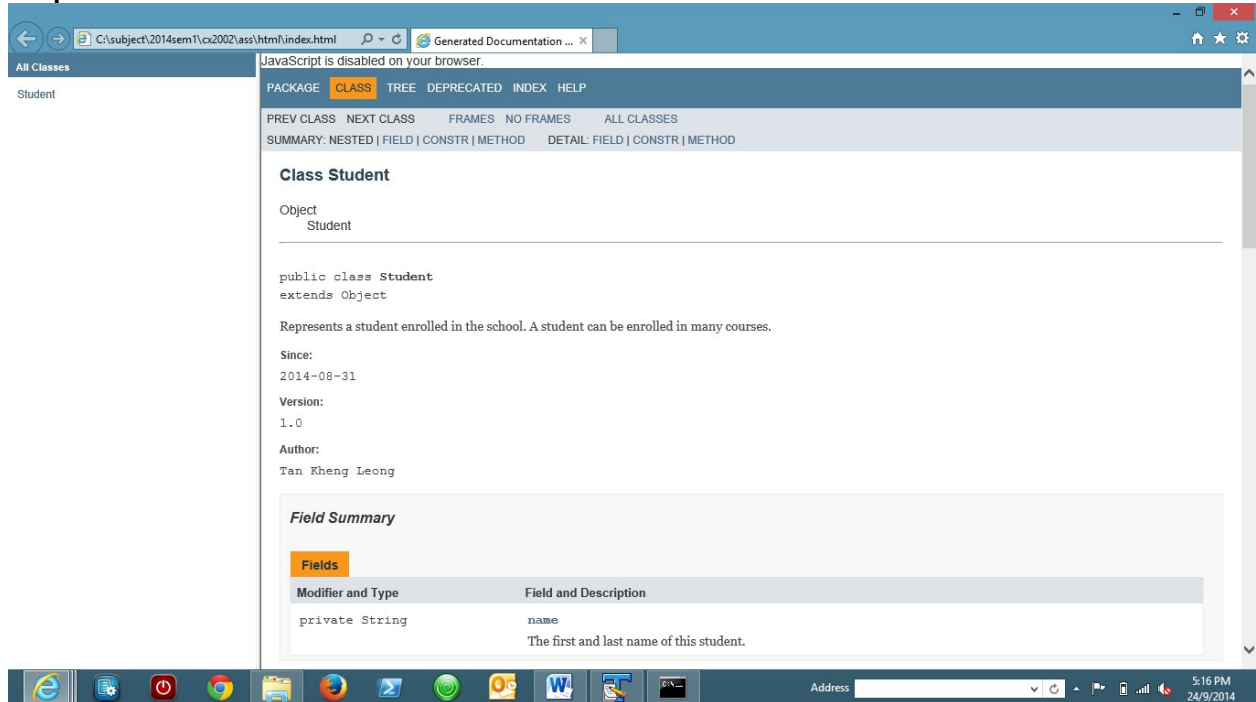 C:\subject\2014sem1\cx2002\ass\html\index.html
Generated Documentation ...
All Classes
Student
JavaScript is disabled on your browser.
PACKAGE CLASS TREE DEPRECATED INDEX HELP
PREV CLASS NEXT CLASS FRAMES NO FRAMES ALL CLASSES
SUMMARY: NESTED | FIELD | CONSTR | METHOD DETAIL: FIELD | CONSTR | METHOD
Class Student
Object
Student
public class Student
extends Object
Represents a student enrolled in the school. A student can be enrolled in many courses.
Since:
2014-08-31
Version:
1.0
Author:
Tan Kheng Leong
Field Summary
Fields
Modifier and Type Field and Description
private String name
The first and last name of this student.
Address
5:16 PM
24/9/2014